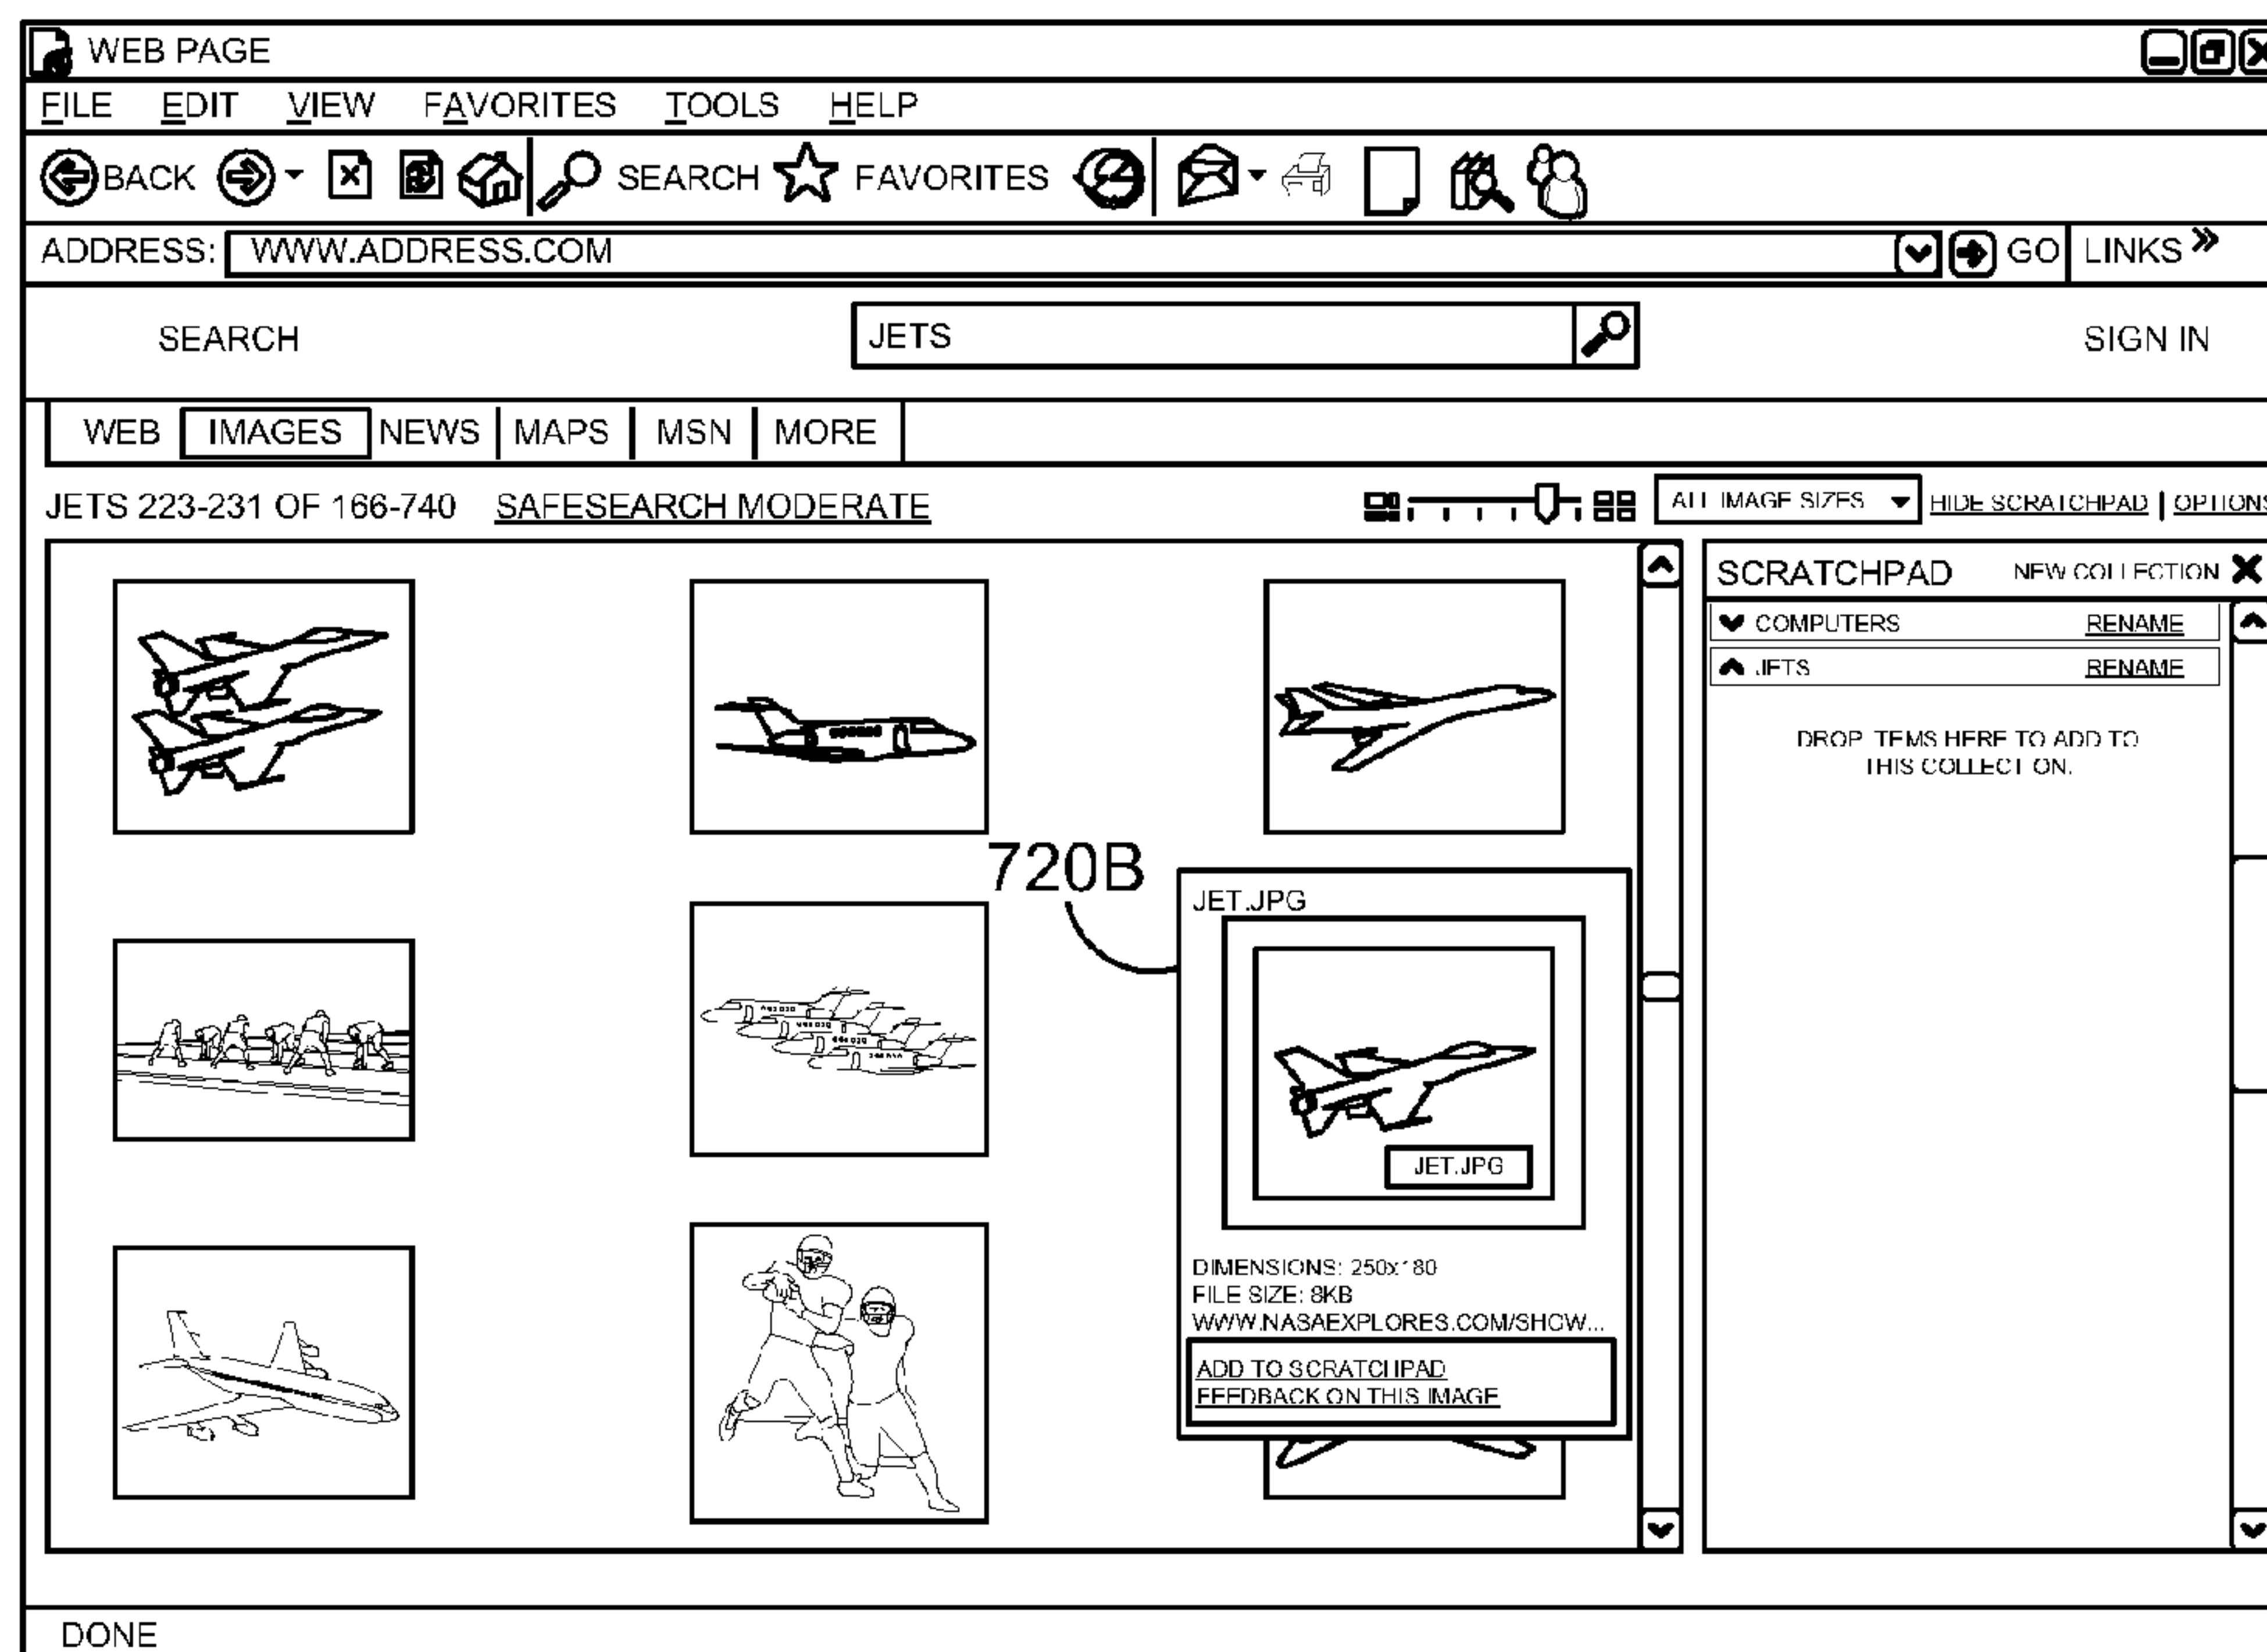 WEB PAGE
FILE EDIT VIEW FAVORITES TOOLS HELP
BACK SEARCH FAVORITES
ADDRESS: WWW.ADDRESS.COM GO LINKS »
SEARCH JETS SIGN IN
WEB IMAGES NEWS MAPS MSN MORE
JETS 223-231 OF 166-740 SAFESEARCH MODERATE ALL IMAGE SIZES HIDE SCRATCHPAD | OPTIONS
SCRATCHPAD NEW COLLECTION
COMPUTERS RENAME
JETS RENAME
DROP ITEMS HERE TO ADD TO
THIS COLLECTION.
720B
JET.JPG
JET.JPG
DIMENSIONS: 250x180
FILE SIZE: 8KB
WWW.NASAEXPLORES.COM/SHOW...
ADD TO SCRATCHPAD
FEEDBACK ON THIS IMAGE
DONE